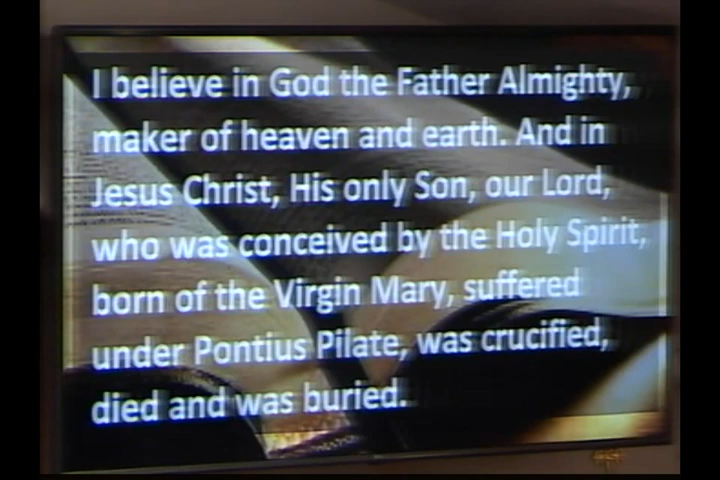 I believe in God the Father Almighty,
maker of heaven and earth. And in
Jesus Christ, His only Son, our Lord,
who was conceived by the Holy Spirit,
born of the Virgin Mary, suffered
under Pontius Pilate, was crucified,
died and was buried.